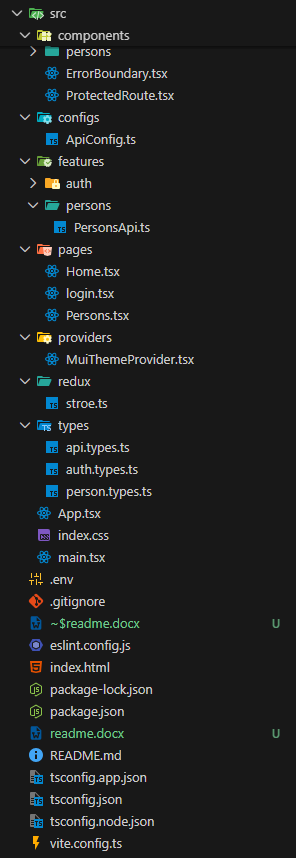 src
components
persons
ErrorBoundary.tsx
ProtectedRoute.tsx
configs
ApiConfig.ts
features
auth
persons
PersonsApi.ts
pages
Home.tsx
login.tsx
Persons.tsx
providers
MuiThemeProvider.tsx
redux
stroe.ts
types
api.types.ts
auth.types.ts
person.types.ts
App.tsx
index.css
main.tsx
.env
.gitignore
~$readme.docx U
eslint.config.js
index.html
package-lock.json
package.json
readme.docx U
README.md
tsconfig.app.json
tsconfig.json
tsconfig.node.json
vite.config.ts